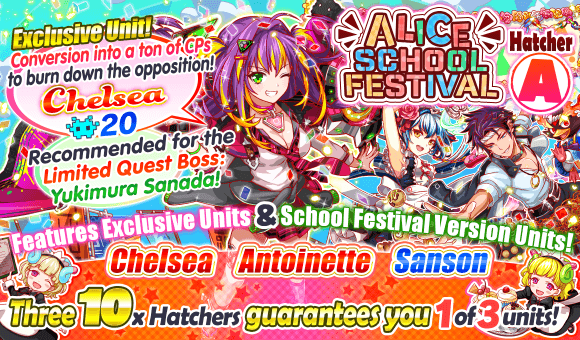 Exclusive Unit!
Conversion into a ton of CPs
to burn down the opposition!
Chelsea
20
Recommended for the
Limited Quest Boss:
Yukimura Sanada!
ALICE
SCHOOL
FESTIVAL
Hatcher
A
Features Exclusive Units & School Festival Version Units!
Chelsea Antoinette Sanson
Three 10x Hatchers guarantees you 1 of 3 units!